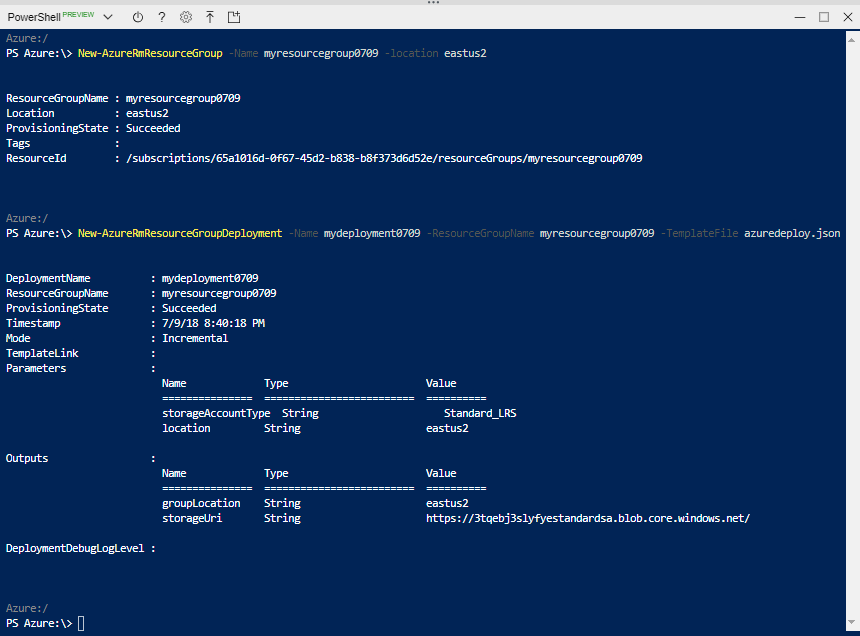 PowerShell PREVIEW
Azure:/
PS Azure:\> New-AzureRmResourceGroup -Name myresourcegroup0709 -location eastus2
ResourceGroupName : myresourcegroup0709
Location : eastus2
ProvisioningState : Succeeded
Tags :
ResourceId : /subscriptions/65a1016d-0f67-45d2-b838-b8f373d6d52e/resourceGroups/myresourcegroup0709
Azure:/
PS Azure:\> New-AzureRmResourceGroupDeployment -Name mydeployment0709 -ResourceGroupName myresourcegroup0709 -TemplateFile azuredeploy.json
DeploymentName : mydeployment0709
ResourceGroupName : myresourcegroup0709
ProvisioningState : Succeeded
Timestamp : 7/9/18 8:40:18 PM
Mode : Incremental
TemplateLink :
Parameters :
Name Type Value
=============== ========================= ==========
storageAccountType String Standard_LRS
location String eastus2
Outputs :
Name Type Value
=============== ========================= ==========
groupLocation String eastus2
storageUri String https://3tqebj3slyfyestandardsa.blob.core.windows.net/
DeploymentDebugLogLevel :
Azure:/
PS Azure:\>